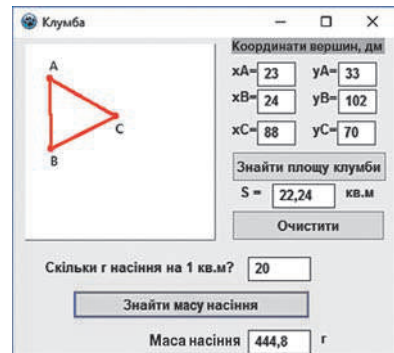 Клумба
Координати вершин, дм
A
B
C
xA= 23 yA= 33
xB= 24 yB= 102
xC= 88 yC= 70
Знайти площу клумби
S = 22,24 кв.м
Очистити
Скільки г насіння на 1 кв.м? 20
Знайти масу насіння
Маса насіння 444,8 г